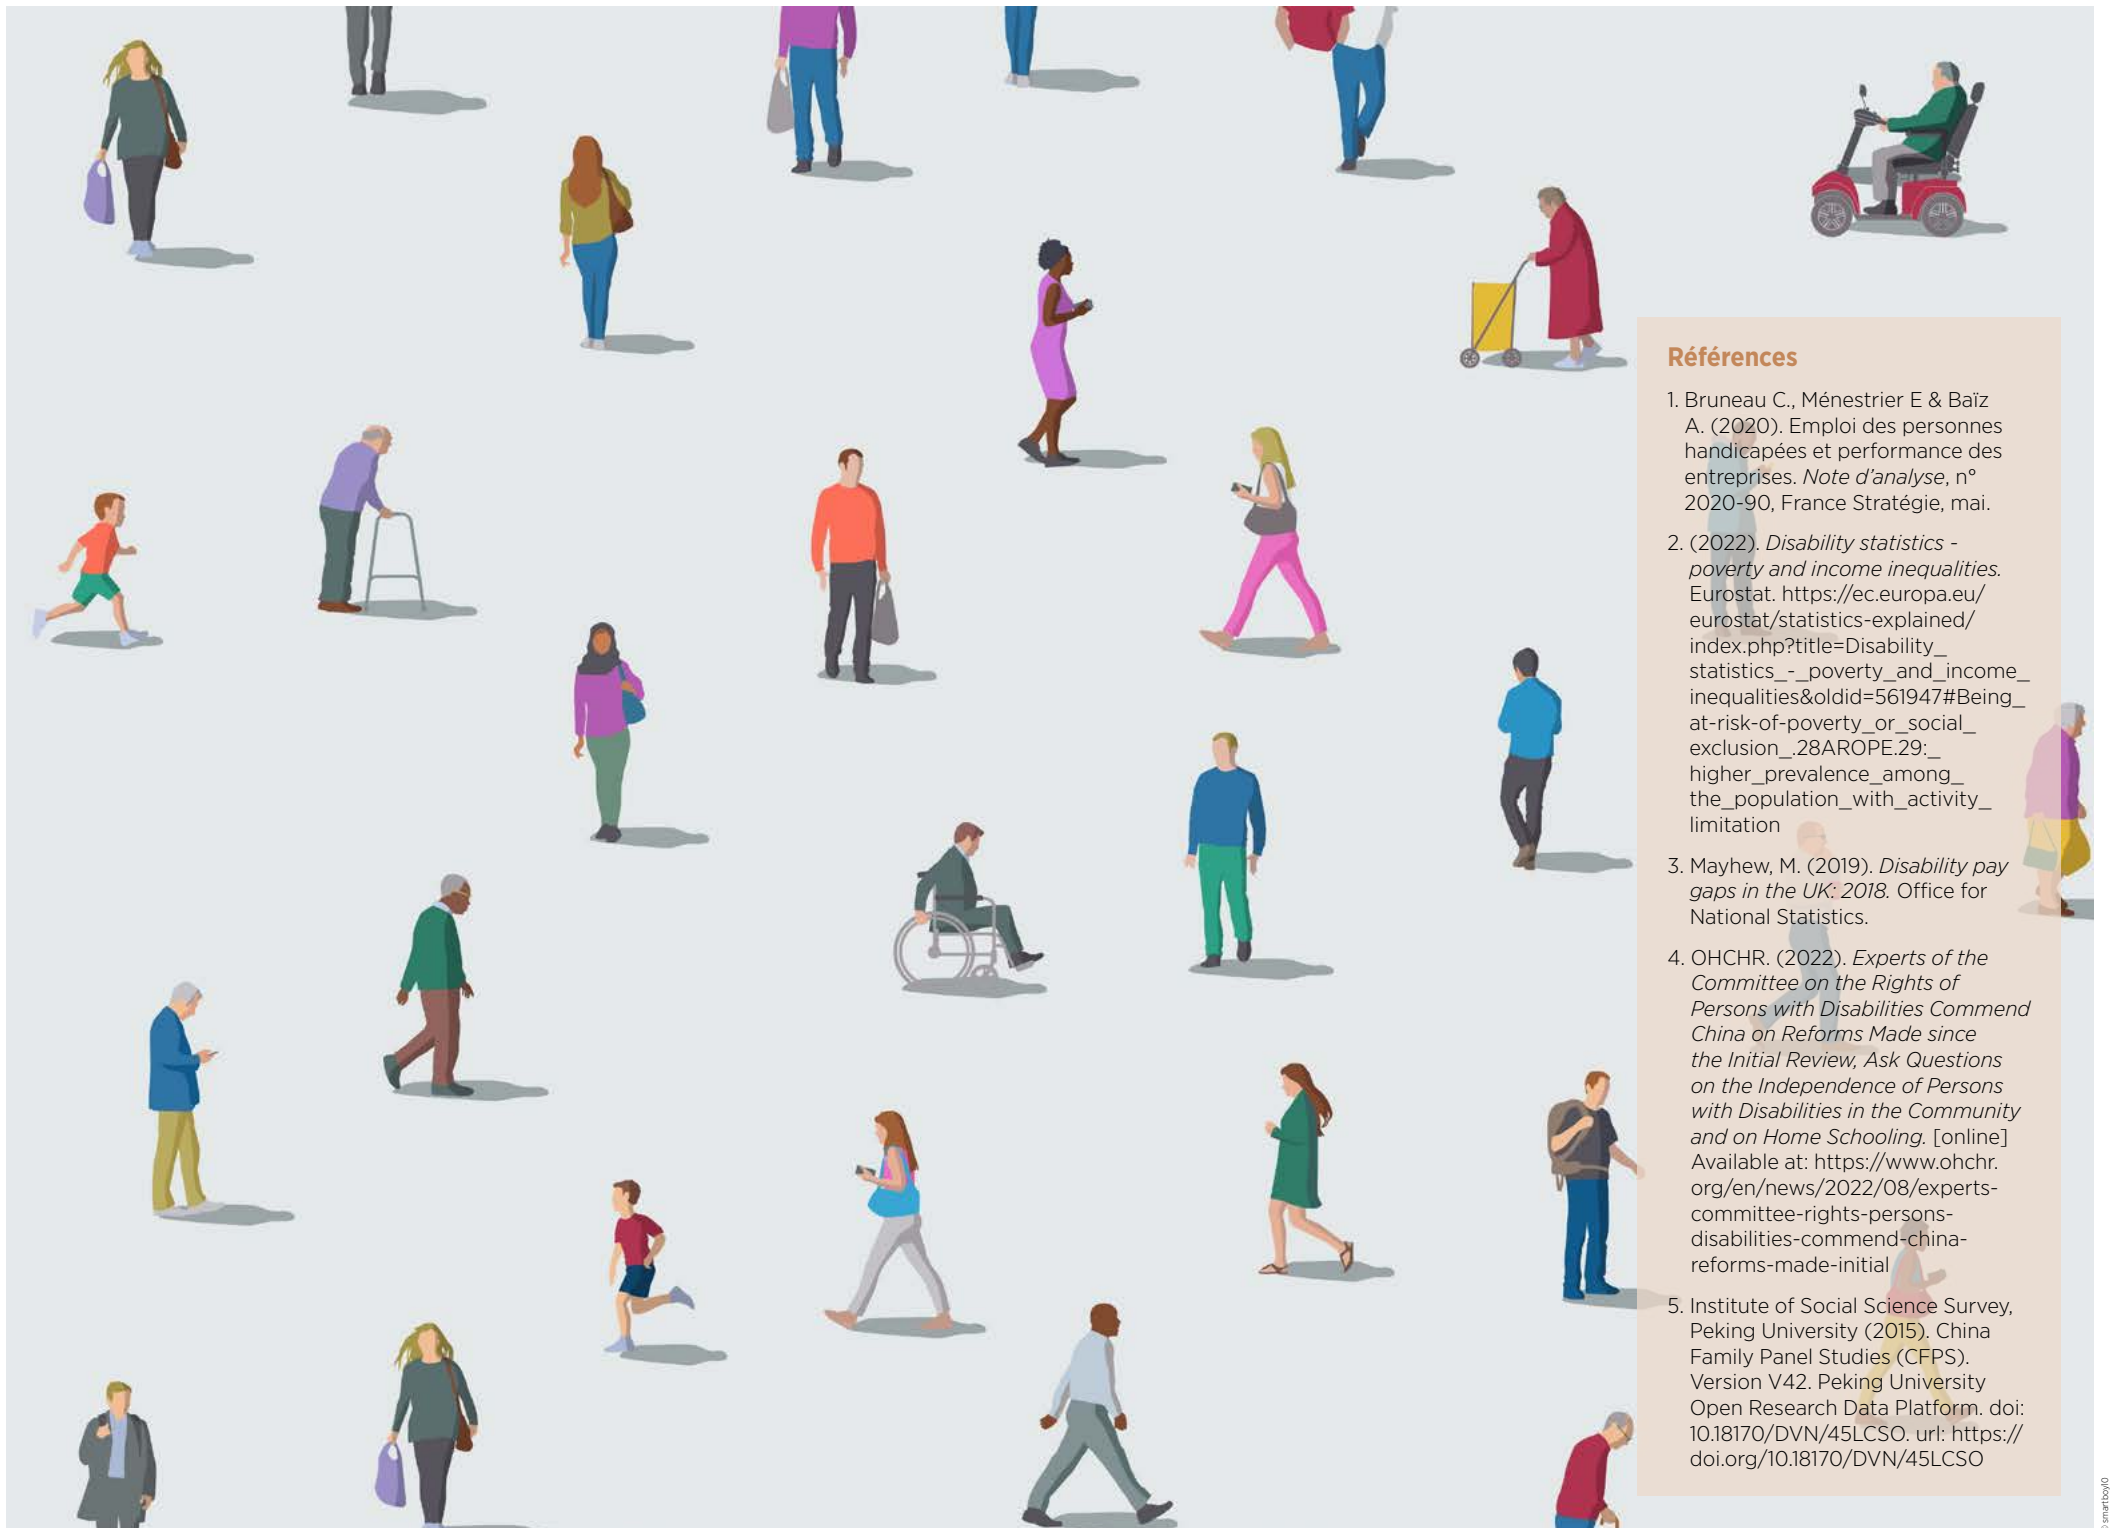 Références
1. Bruneau C., Ménestrier E & Baïz
A. (2020). Emploi des personnes
handicapées et performance des
entreprises. Note d’analyse, n°
2020-90, France Stratégie, mai.
2. (2022). Disability statistics -
poverty and income inequalities.
Eurostat. https://ec.europa.eu/
eurostat/statistics-explained/
index.php?title=Disability_
statistics_-_poverty_and_income_
inequalities&oldid=561947#Being_
at-risk-of-poverty_or_social_
exclusion_.28AROPE.29:_
higher_prevalence_among_
the_population_with_activity_
limitation
3. Mayhew, M. (2019). Disability pay
gaps in the UK: 2018. Office for
National Statistics.
4. OHCHR. (2022). Experts of the
Committee on the Rights of
Persons with Disabilities Commend
China on Reforms Made since
the Initial Review, Ask Questions
on the Independence of Persons
with Disabilities in the Community
and on Home Schooling. [online]
Available at: https://www.ohchr.
org/en/news/2022/08/experts-
committee-rights-persons-
disabilities-commend-china-
reforms-made-initial
5. Institute of Social Science Survey,
Peking University (2015). China
Family Panel Studies (CFPS).
Version V42. Peking University
Open Research Data Platform. doi:
10.18170/DVN/45LCSO. url: https://
doi.org/10.18170/DVN/45LCSO
© smartboy10